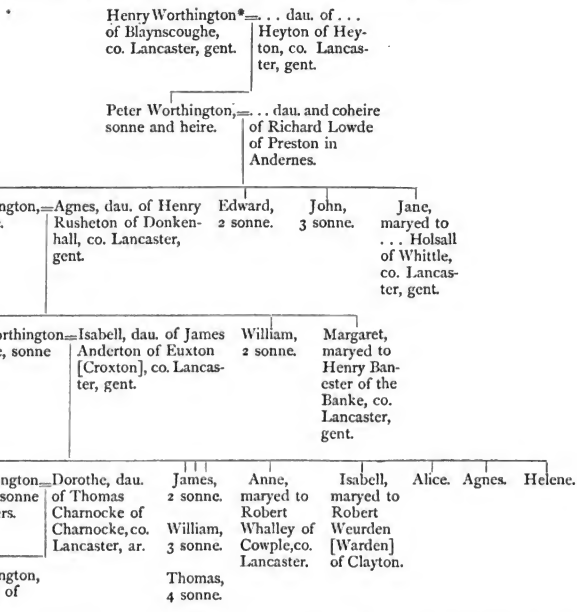 Henry Worthington*=. . . dau. of . . .
of Blaynscoughe, Heyton of Hey-
co. Lancaster, gent. ton, co. Lancas-
ter, gent.
Peter Worthington,=. . . dau. and coheire
sonne and heire. of Richard Lowde
of Preston in
Andernes.
ngton,=Agnes, dau. of Henry
Rusheton of Donken-
hall, co. Lancaster,
gent.
Edward,
2 sonne.
John,
3 sonne.
Jane,
maryed to
. . . Holsall
of Whittle,
co. Lancas-
ter, gent.
orthington=Isabell, dau. of James
, sonne Anderton of Euxton
[Croxton], co. Lancas-
ter, gent.
William,
2 sonne.
Margaret,
maryed to
Henry Ban-
ester of the
Banke, co.
Lancaster,
gent.
ngton=Dorothe, dau.
sonne of Thomas
rs. Charnocke of
Charnocke, co.
Lancaster, ar.
ngton,
of
James,
2 sonne.
William,
3 sonne.
Thomas,
4 sonne.
Anne,
maryed to
Robert
Whalley of
Cowple, co.
Lancaster.
Isabell,
maryed to
Robert
Weurden
[Warden]
of Clayton.
Alice.
Agnes.
Helene.